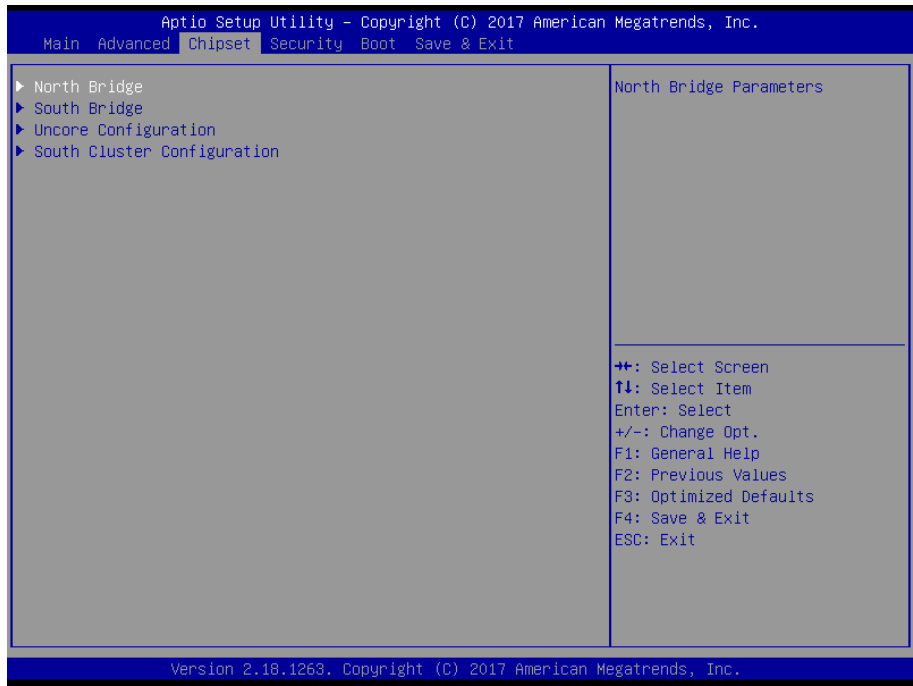 Aptio Setup Utility – Copyright (C) 2017 American Megatrends, Inc.
Main Advanced Chipset Security Boot Save & Exit
▶ North Bridge
▶ South Bridge
▶ Uncore Configuration
▶ South Cluster Configuration
North Bridge Parameters
→←: Select Screen
↑↓: Select Item
Enter: Select
+/-: Change Opt.
F1: General Help
F2: Previous Values
F3: Optimized Defaults
F4: Save & Exit
ESC: Exit
Version 2.18.1263. Copyright (C) 2017 American Megatrends, Inc.